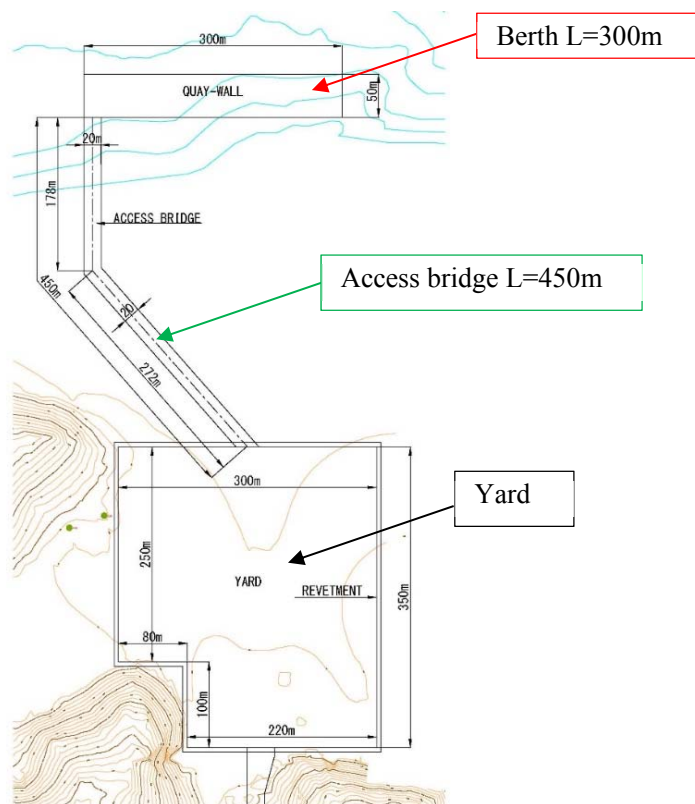 Berth L=300m
300m
QUAY-WALL
50m
20m
178m
ACCESS BRIDGE
450m
Access bridge L=450m
20
272m
300m
Yard
250m
YARD
REVETMENT
350m
80m
100m
220m